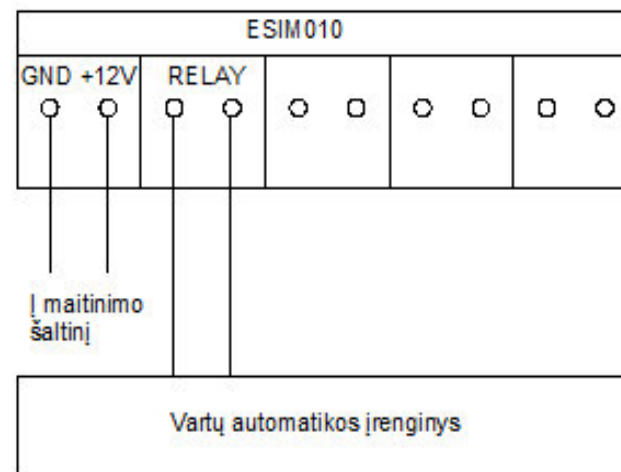 ESIM010
GND +12V RELAY
Į maitinimo
šaltinį
Vartų automatikos įrenginys